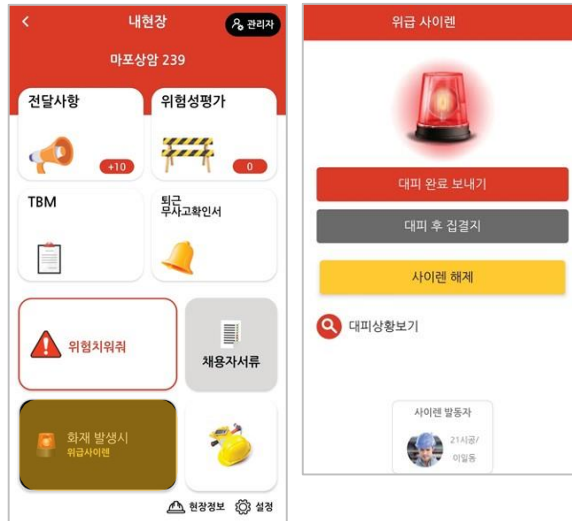 내현장
관리자
마포상암 239
전달사항
+10
위험성평가
0
TBM
퇴근
무사고확인서
위험치워줘
채용자서류
화재 발생시
위급사이렌
현장정보
설정
위급 사이렌
대피 완료 보내기
대피 후 집결지
사이렌 해제
대피상황보기
사이렌 발동자
21시공/
이일동